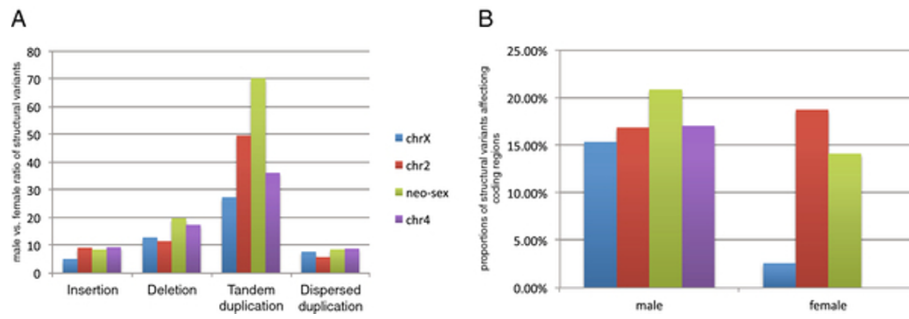 A
male vs. female ratio of structural variants
80
70
60
50
40
30
20
10
0
Insertion
Deletion
Tandem
duplication
Dispersed
duplication
chrX
chr2
neo-sex
chr4
B
proportions of structural variants affectiong
coding regions
25.00%
20.00%
15.00%
10.00%
5.00%
0.00%
male
female